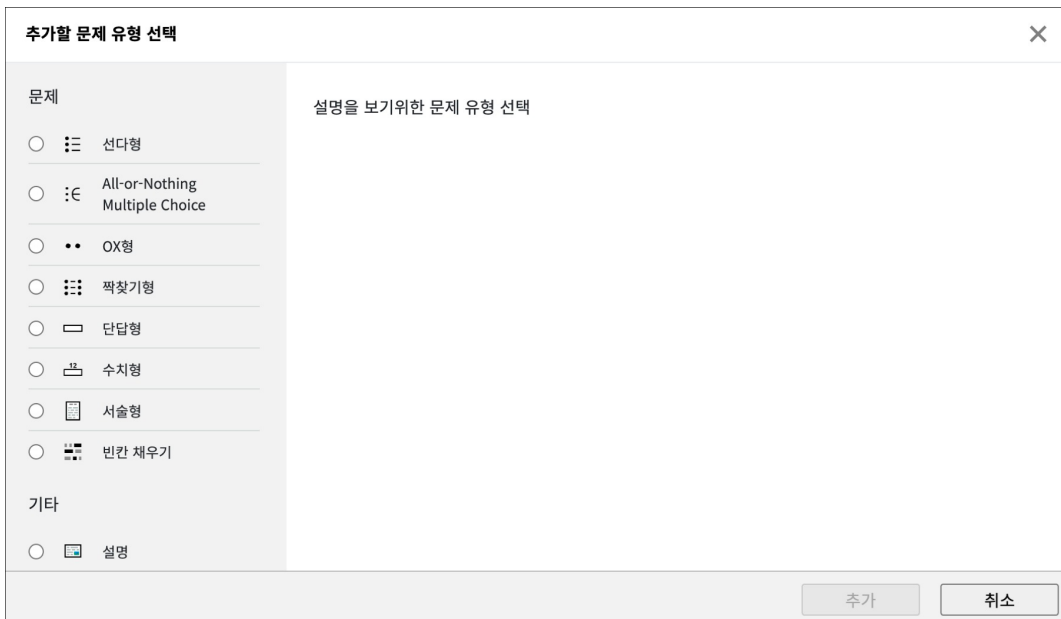 추가할 문제 유형 선택
문제
설명을 보기위한 문제 유형 선택
선다형
All-or-Nothing
Multiple Choice
OX형
짝찾기형
단답형
12
수치형
서술형
빈칸 채우기
기타
설명
추가
취소